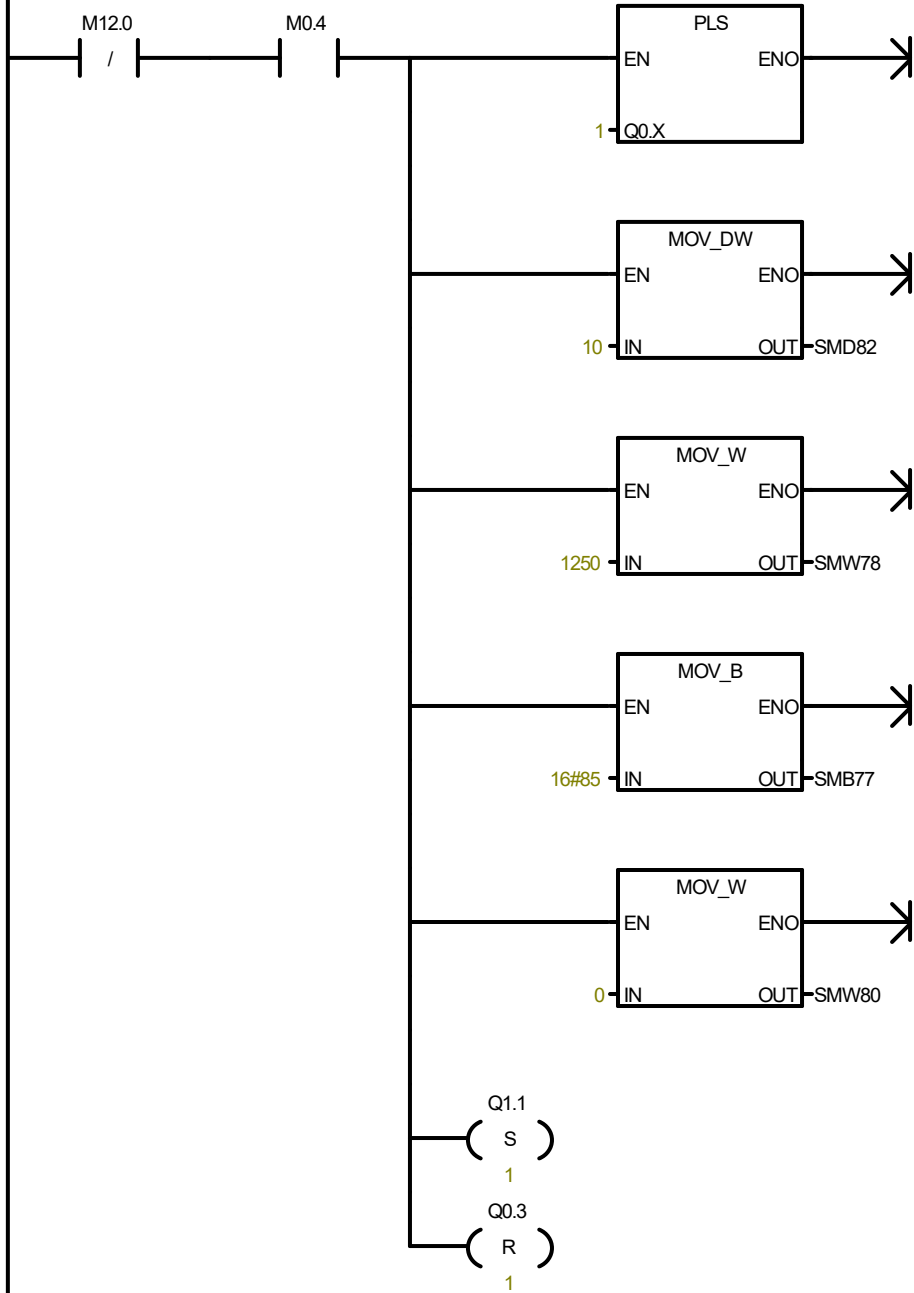 M12.0 M0.4
/
PLS
EN ENO
1 Q0.X
MOV_DW
EN ENO
10 IN OUT SMD82
MOV_W
EN ENO
1250 IN OUT SMW78
MOV_B
EN ENO
16#85 IN OUT SMB77
MOV_W
EN ENO
0 IN OUT SMW80
Q1.1
S
1
Q0.3
R
1